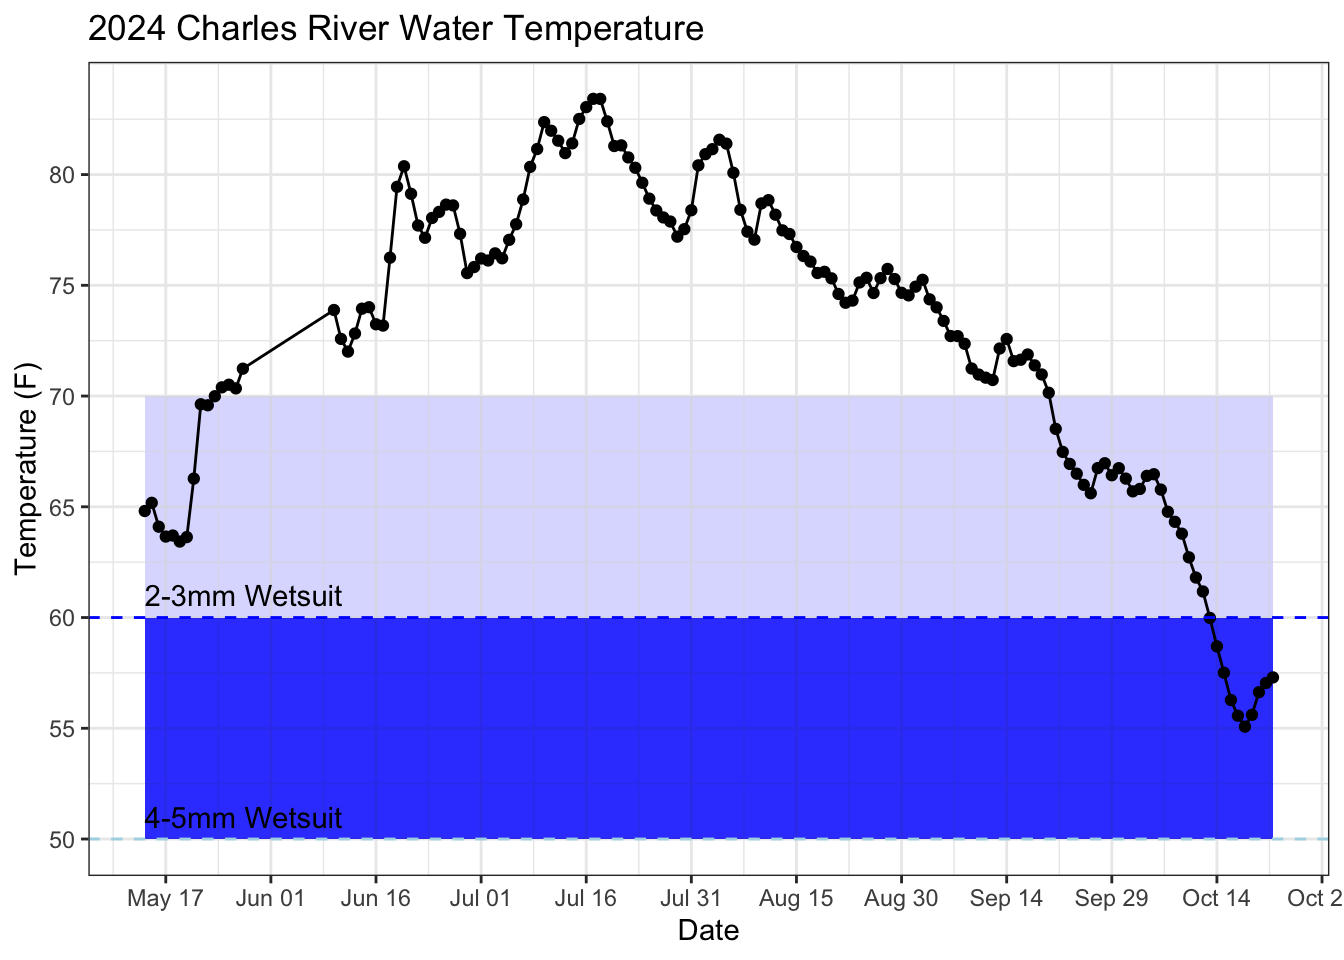 2024 Charles River Water Temperature
Temperature (F)
80
75
70
65
60
55
50
2-3mm Wetsuit
4-5mm Wetsuit
May 17 Jun 01 Jun 16 Jul 01 Jul 16 Jul 31 Aug 15 Aug 30 Sep 14 Sep 29 Oct 14 Oct 2
Date